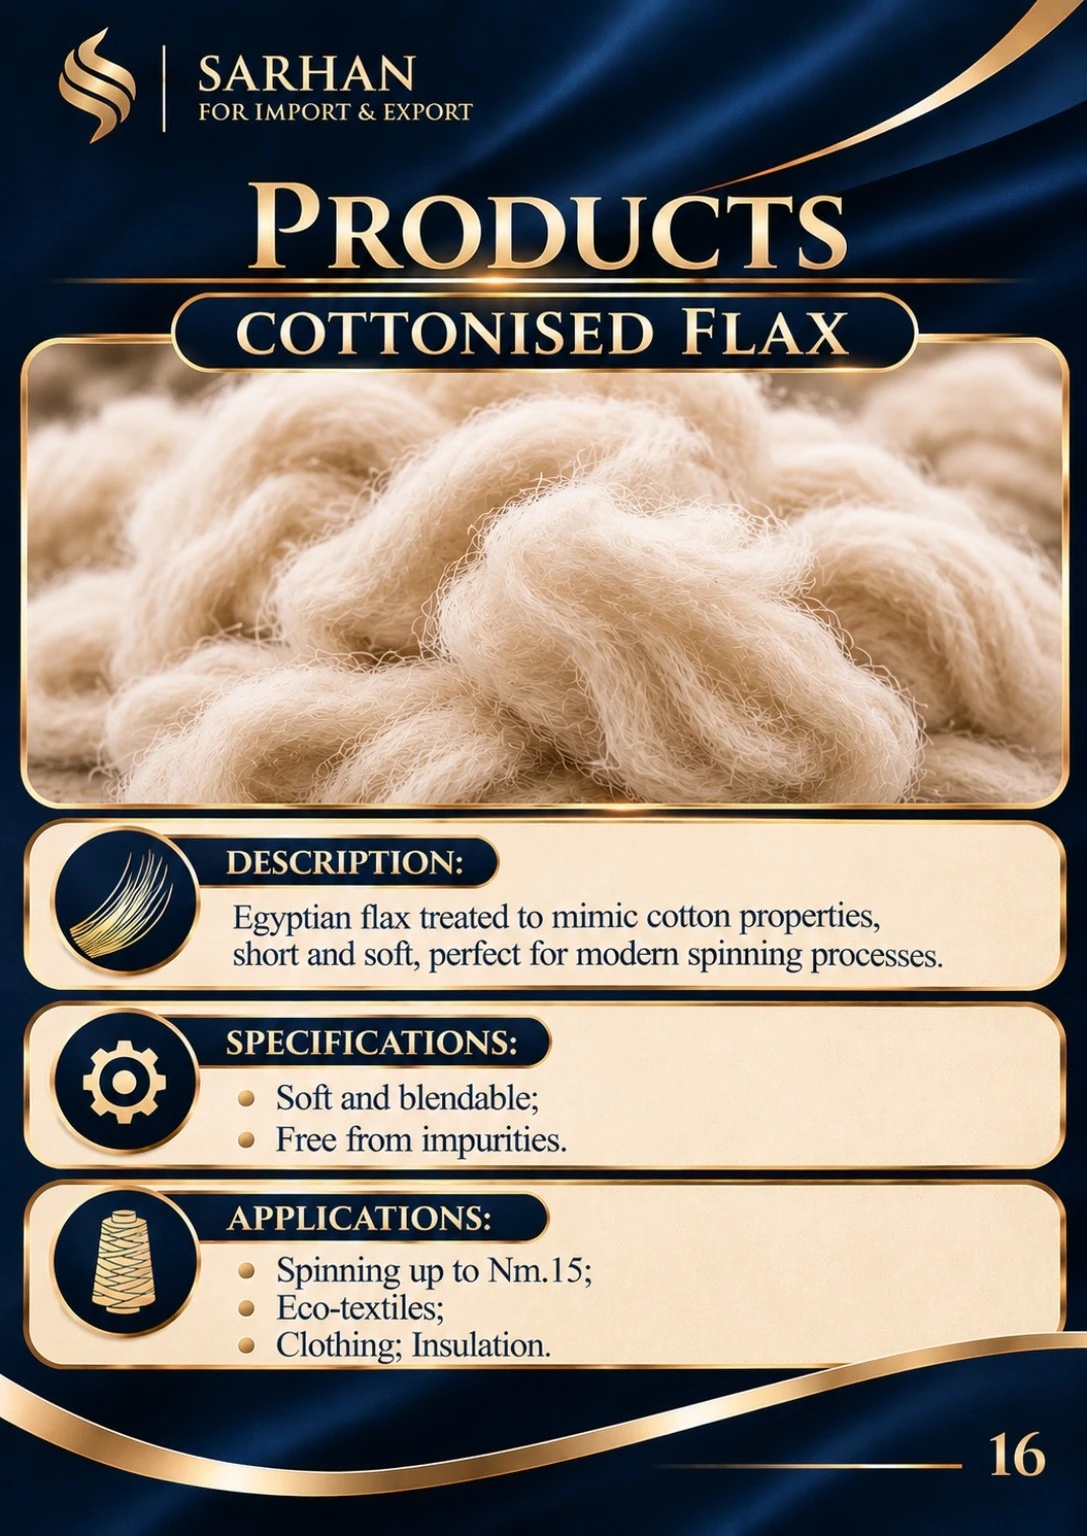 SARHAN
FOR IMPORT & EXPORT
PRODUCTS
COTTONISED FLAX
DESCRIPTION:
Egyptian flax treated to mimic cotton properties,
short and soft, perfect for modern spinning processes.
SPECIFICATIONS:
• Soft and blendable;
• Free from impurities.
APPLICATIONS:
• Spinning up to Nm.15;
• Eco-textiles;
• Clothing; Insulation.
16